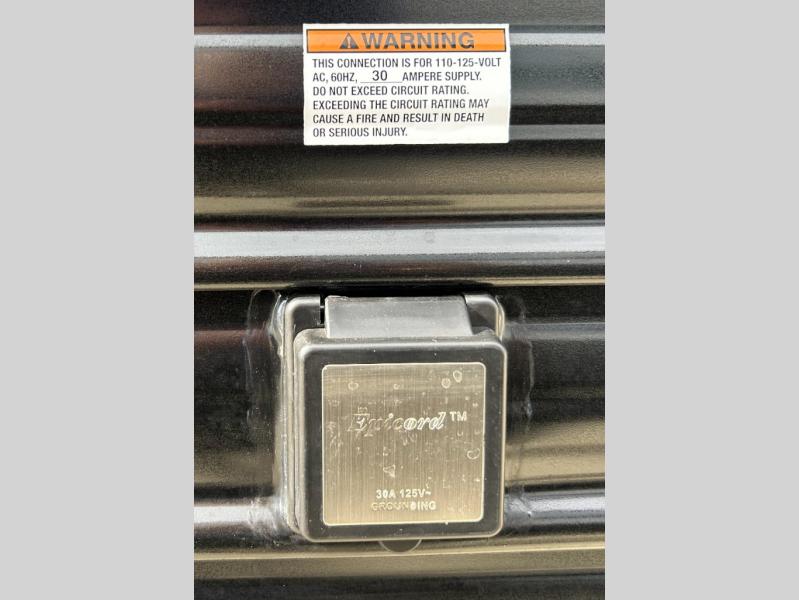 WARNING
THIS CONNECTION IS FOR 110-125-VOLT
AC, 60HZ, 30 AMPERE SUPPLY.
DO NOT EXCEED CIRCUIT RATING.
EXCEEDING THE CIRCUIT RATING MAY
CAUSE A FIRE AND RESULT IN DEATH
OR SERIOUS INJURY.
Epicord™
30A 125V~
GROUNDING